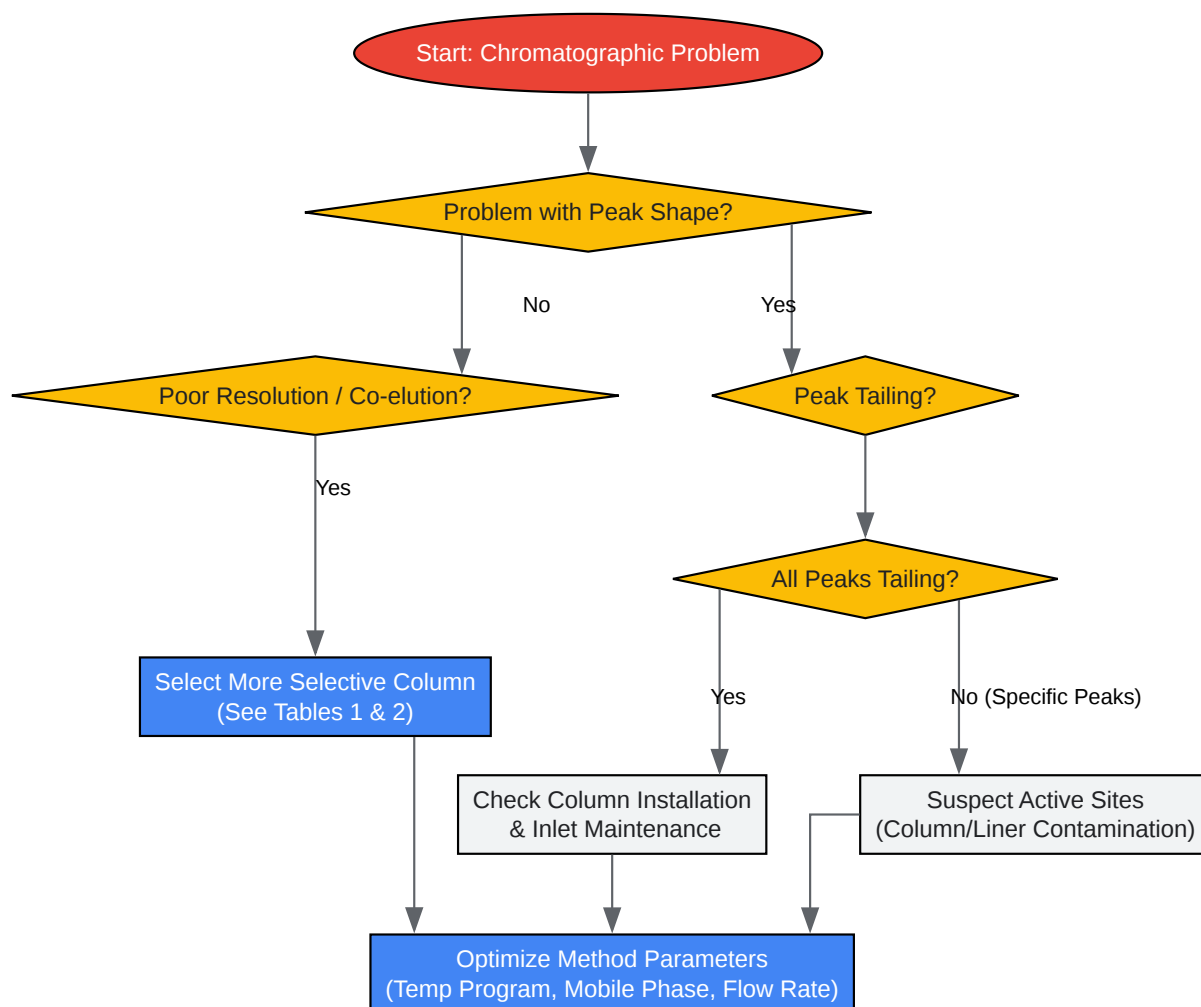 Start: Chromatographic Problem
Problem with Peak Shape?
No
Yes
Poor Resolution / Co-elution?
Peak Tailing?
Yes
All Peaks Tailing?
Select More Selective Column
(See Tables 1 & 2)
Yes
No (Specific Peaks)
Check Column Installation
& Inlet Maintenance
Suspect Active Sites
(Column/Liner Contamination)
Optimize Method Parameters
(Temp Program, Mobile Phase, Flow Rate)